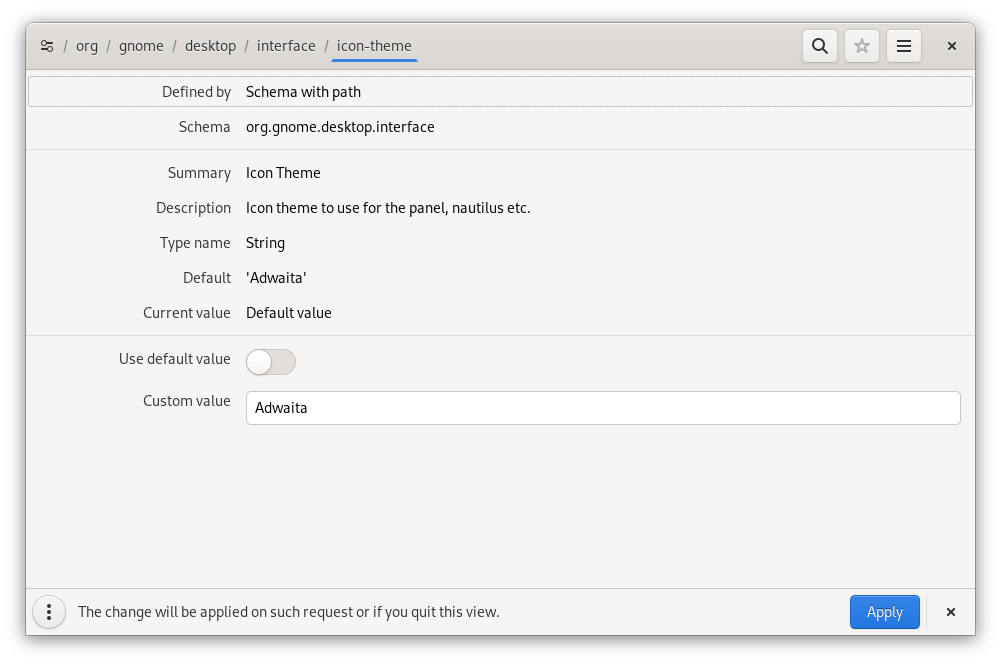 / org / gnome / desktop / interface / icon-theme
Defined by Schema with path
Schema org.gnome.desktop.interface
Summary Icon Theme
Description Icon theme to use for the panel, nautilus etc.
Type name String
Default 'Adwaita'
Current value Default value
Use default value
Custom value Adwaita
The change will be applied on such request or if you quit this view. Apply